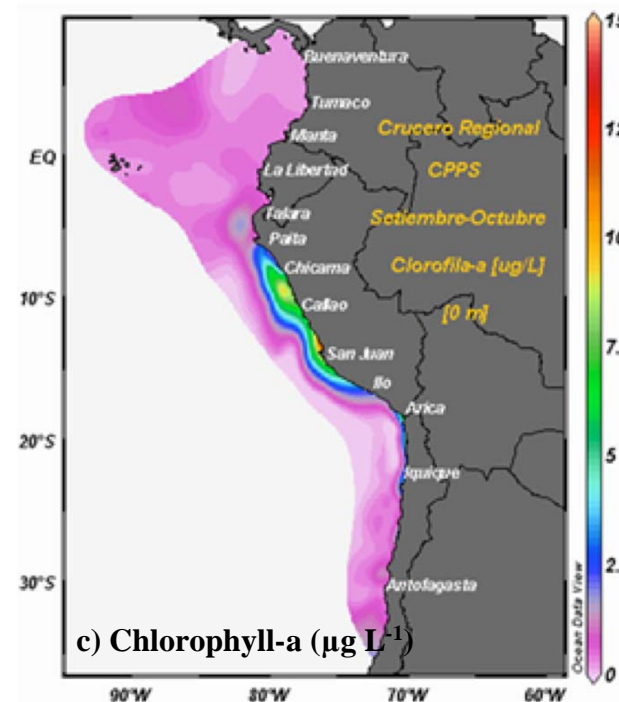 Buenaventura
Tumaco
Manta
Crucero Regional
CPPS
La Libertad
Setiembre-Octubre
Talara
Paita
Clorofila-a [ug/L]
Chicama
Callao
[0 m]
San Juan
Ilo
Arica
Iquique
Antofagasta
c) Chlorophyll-a (µg L⁻¹)
EQ
10°S
20°S
30°S
90°W
80°W
70°W
60°W
15
12
10
7.
5
2.
0
Ocean Data View